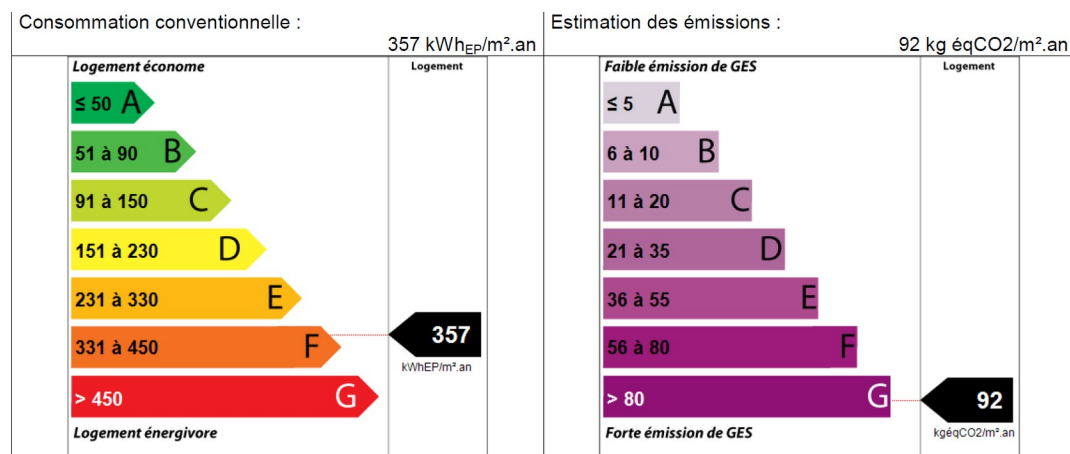 Consommation conventionnelle :
357 kWhEP/m².an
Logement économe
Logement
≤ 50 A
51 à 90 B
91 à 150 C
151 à 230 D
231 à 330 E
331 à 450 F
357
kWhEP/m².an
> 450 G
Logement énergivore
Estimation des émissions :
92 kg éqCO2/m².an
Faible émission de GES
Logement
≤ 5 A
6 à 10 B
11 à 20 C
21 à 35 D
36 à 55 E
56 à 80 F
> 80 G
92
kgéqCO2/m².an
Forte émission de GES